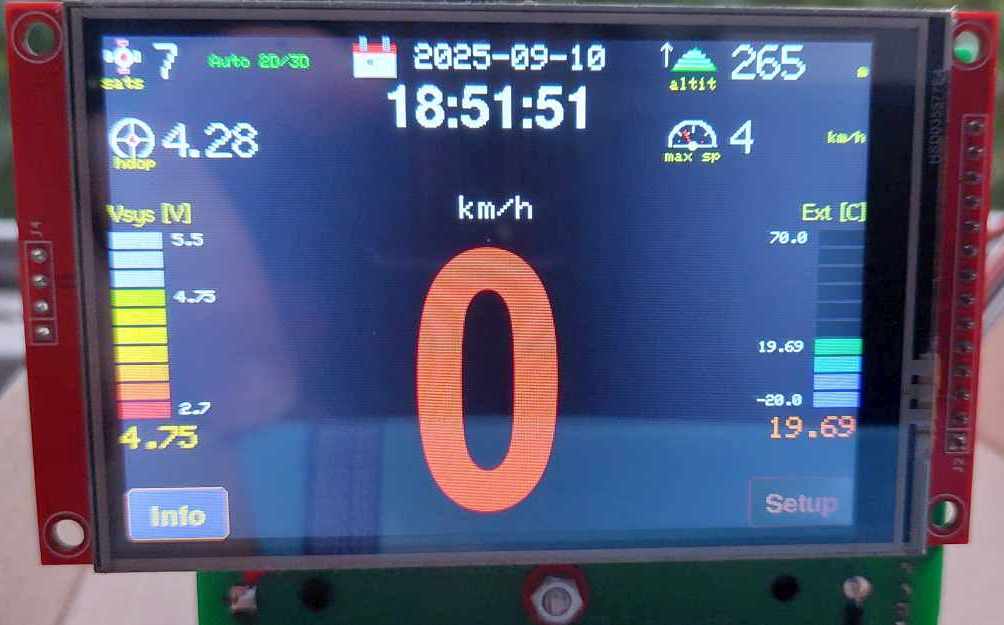 7 Auto 2D/3D 2025-09-10 265 m
sats altit
18:51:51
4.28 4 km/h
hdop max sp
km/h
Vsys [V] Ext [C]
5.5 70.0
4.75
0
19.69
2.7 -20.0
4.75 19.69
Info Setup
J4
J2